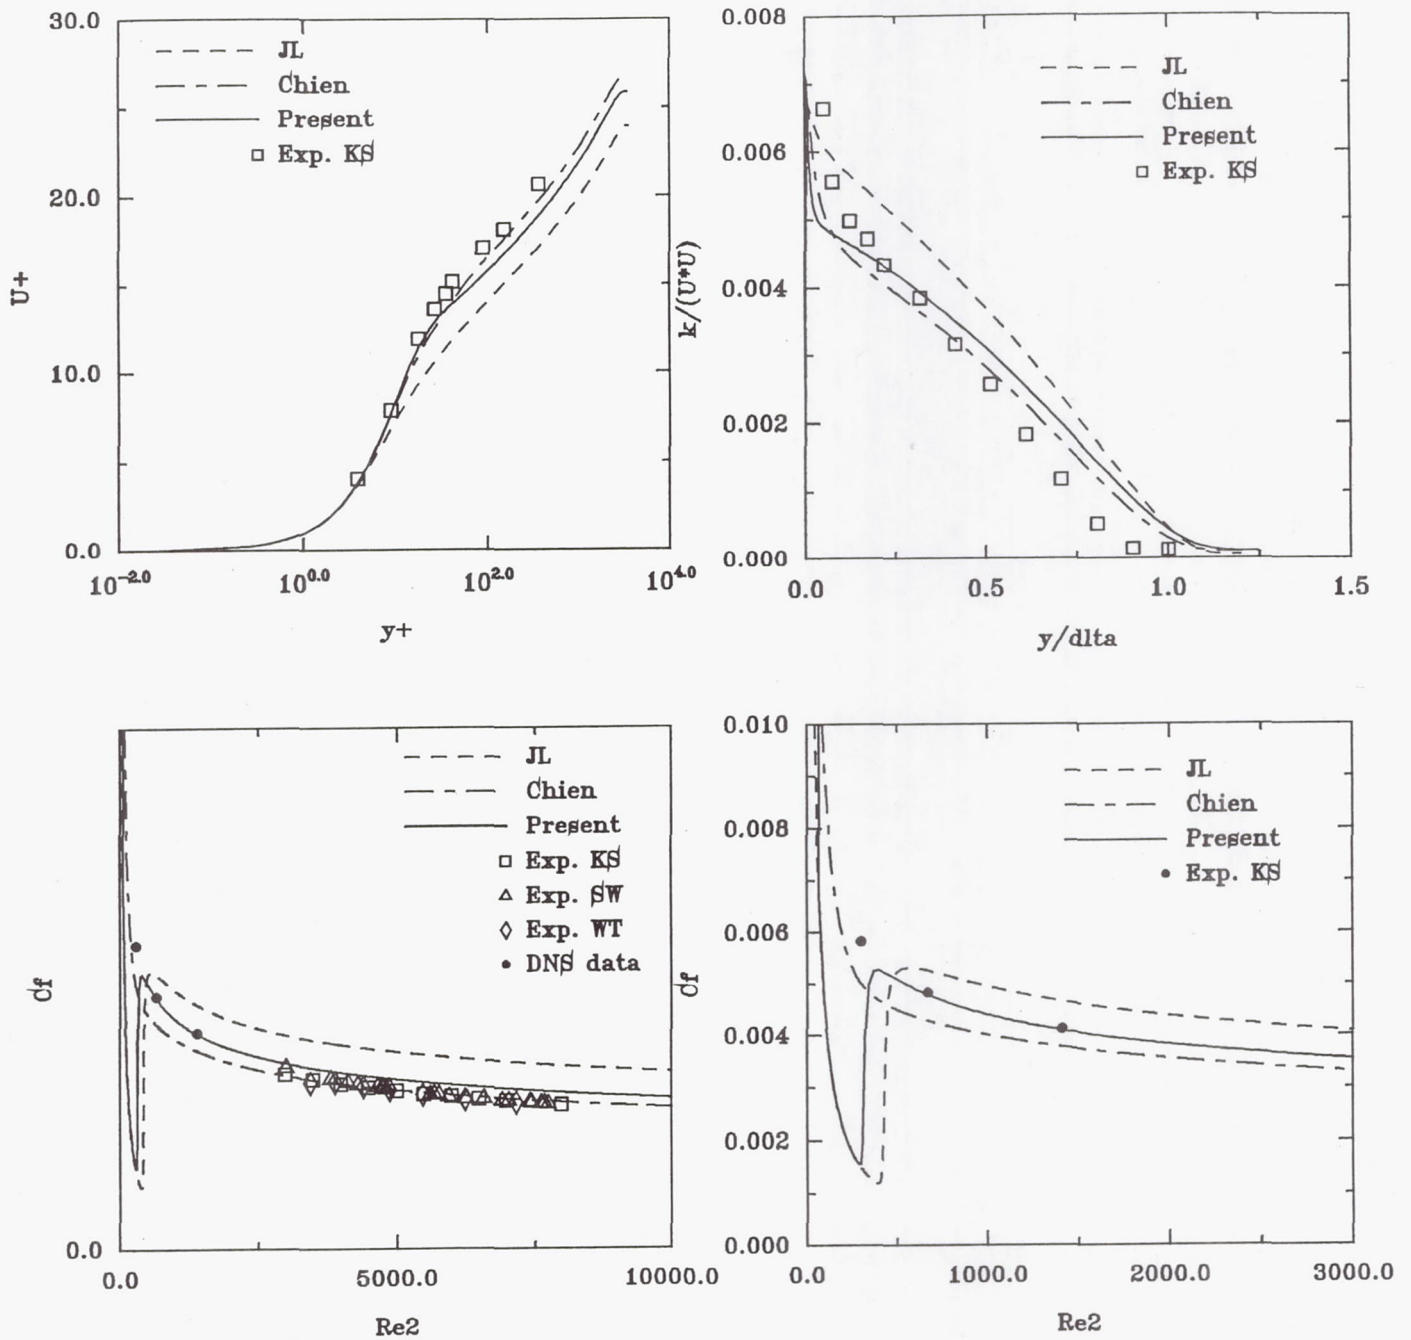 30.0
20.0
10.0
0.0
U+
JL
Chien
Present
Exp. KS
10^-2.0
10^0.0
10^2.0
10^4.0
y+
0.008
0.006
0.004
0.002
0.000
k/(U*U)
JL
Chien
Present
Exp. KS
0.0
0.5
1.0
1.5
y/dlta
Cf
0.0
JL
Chien
Present
Exp. KS
Exp. SW
Exp. WT
DNS data
0.0
5000.0
10000.0
Re2
0.010
0.008
0.006
0.004
0.002
0.000
Cf
JL
Chien
Present
Exp. KS
0.0
1000.0
2000.0
3000.0
Re2